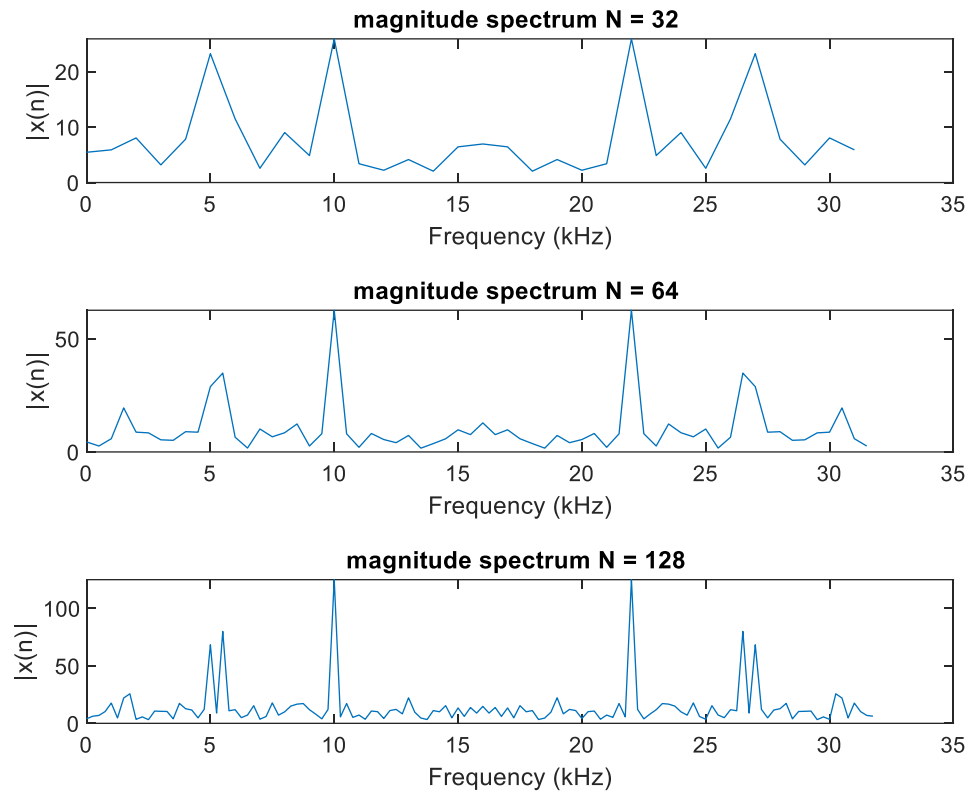 magnitude spectrum N = 32
20
10
0
|x(n)|
0 5 10 15 20 25 30 35
Frequency (kHz)
magnitude spectrum N = 64
50
0
|x(n)|
0 5 10 15 20 25 30 35
Frequency (kHz)
magnitude spectrum N = 128
100
50
0
|x(n)|
0 5 10 15 20 25 30 35
Frequency (kHz)